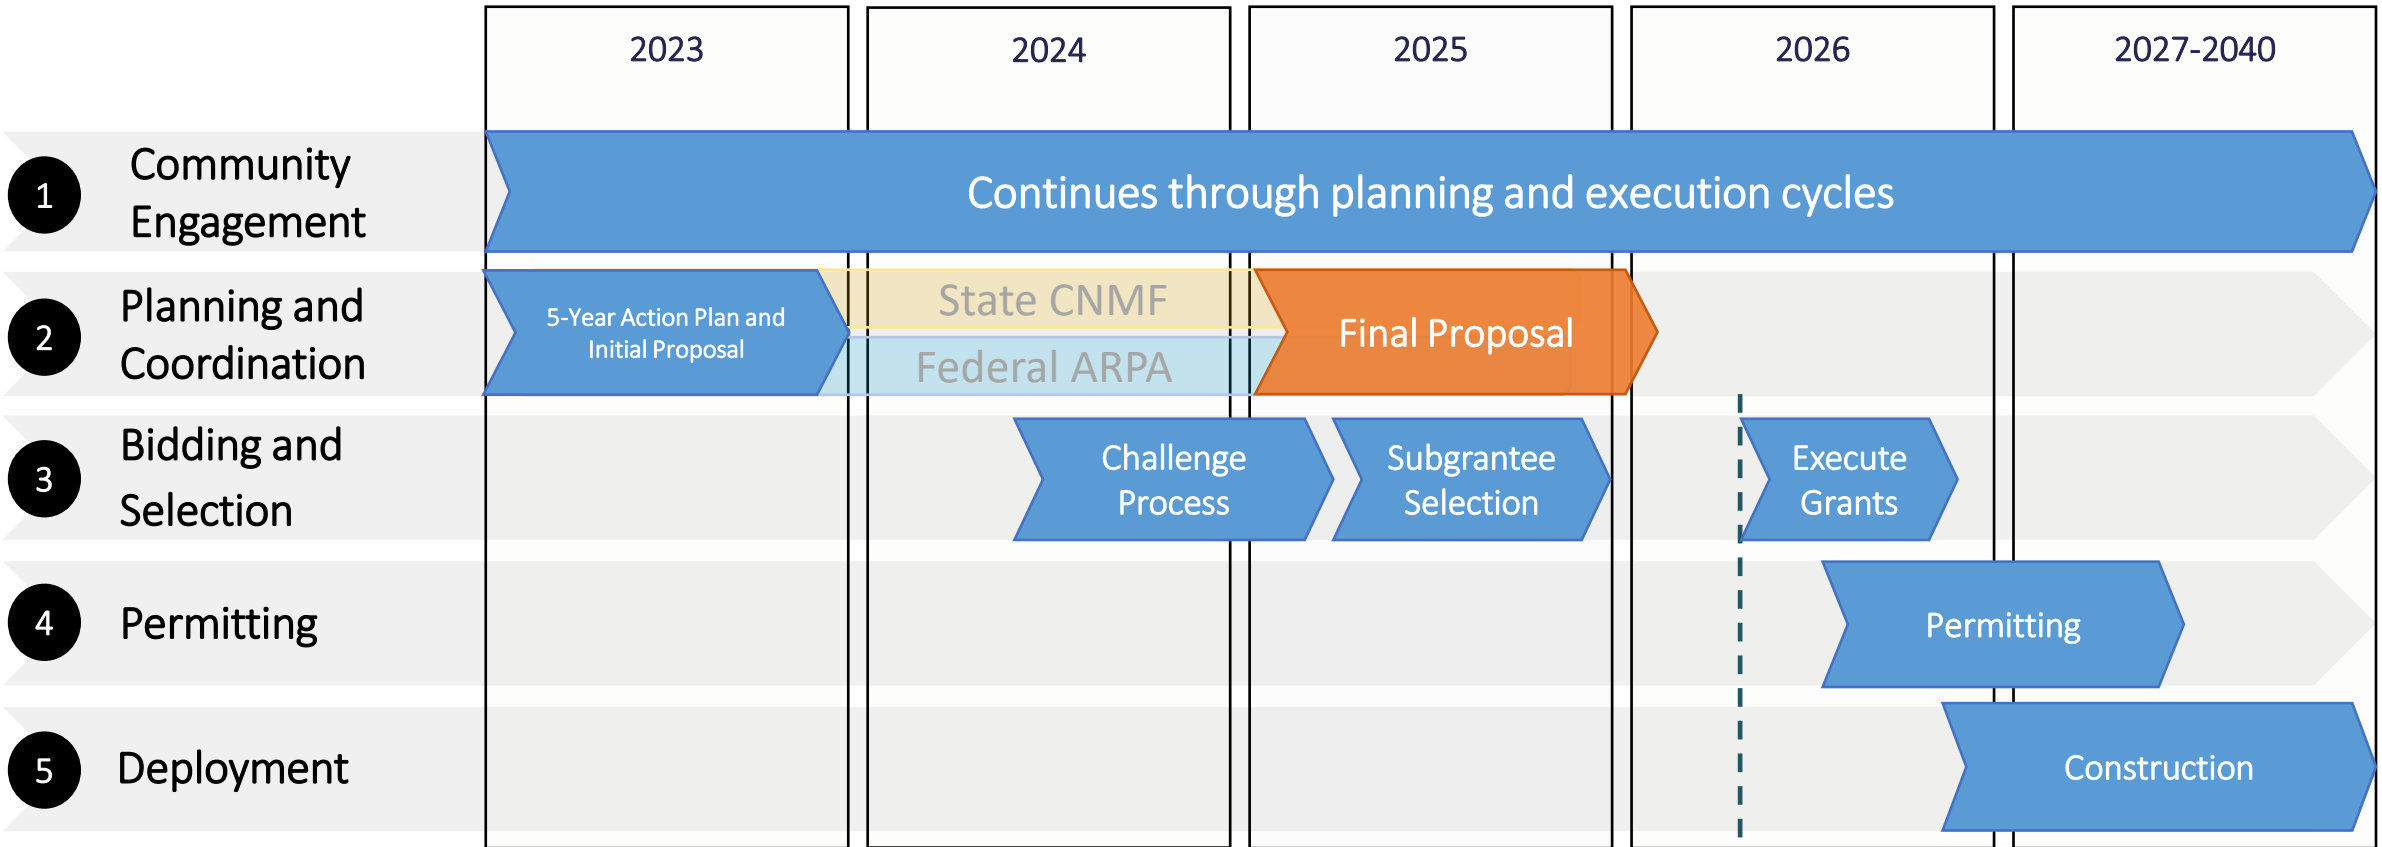 2023
2024
2025
2026
2027-2040
1
Community
Engagement
Continues through planning and execution cycles
2
Planning and
Coordination
5-Year Action Plan and
Initial Proposal
State CNMF
Federal ARPA
Final Proposal
3
Bidding and
Selection
Challenge
Process
Subgrantee
Selection
Execute
Grants
4
Permitting
Permitting
5
Deployment
Construction